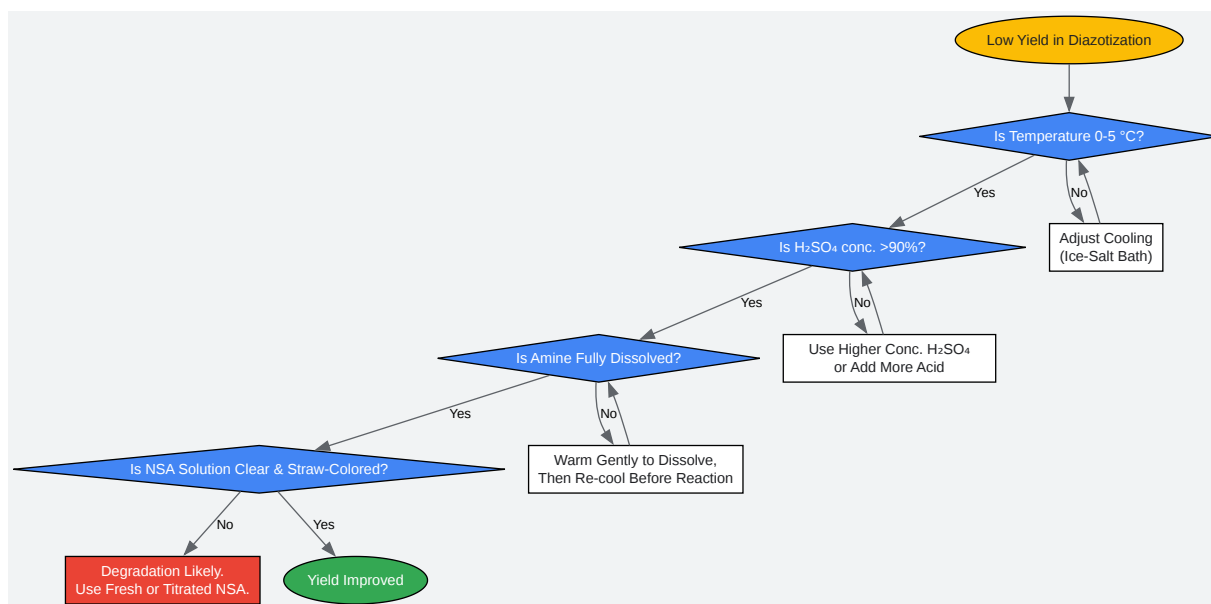 Low Yield in Diazotization
Is Temperature 0-5 °C?
Yes
No
Adjust Cooling
(Ice-Salt Bath)
Is H₂SO₄ conc. >90%?
Yes
No
Use Higher Conc. H₂SO₄
or Add More Acid
Is Amine Fully Dissolved?
Yes
No
Warm Gently to Dissolve,
Then Re-cool Before Reaction
Is NSA Solution Clear & Straw-Colored?
No
Yes
Degradation Likely.
Use Fresh or Titrated NSA.
Yield Improved